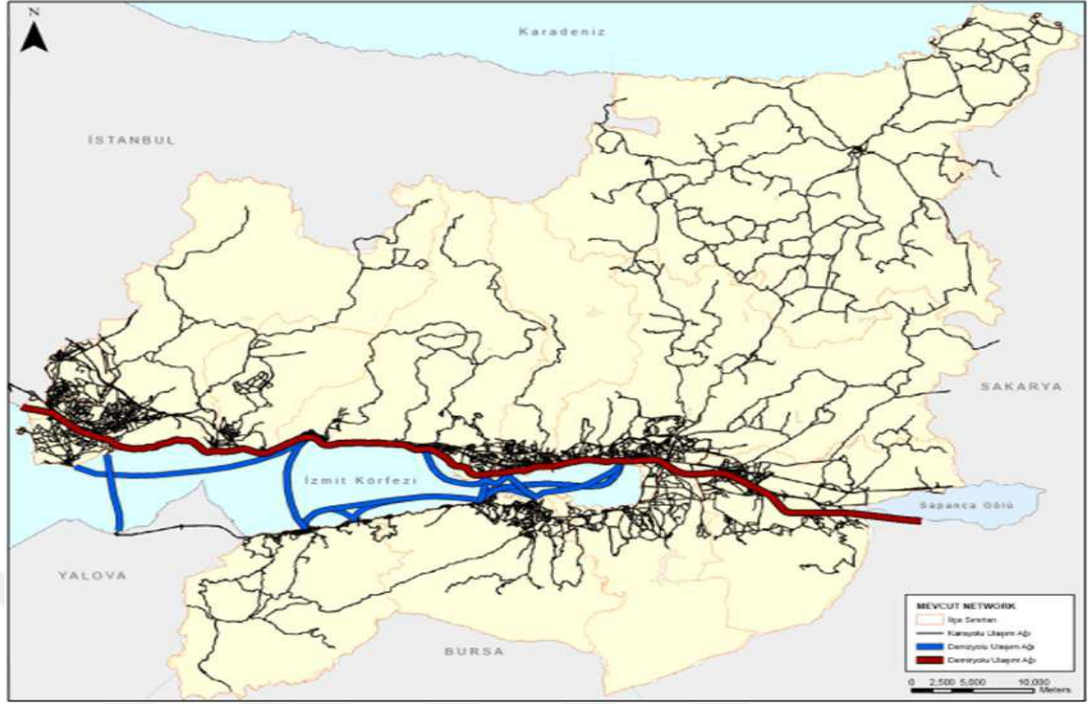 N
Karadeniz
İSTANBUL
SAKARYA
İzmit Körfezi
Sapanca Gölü
YALOVA
BURSA
MEVCUT NETWORK
İlçe Sınırları
Karayolu Ulaşım Ağı
Denizyolu Ulaşım Ağı
Demiryolu Ulaşım Ağı
0 2,500 5,000 10,000
Meters